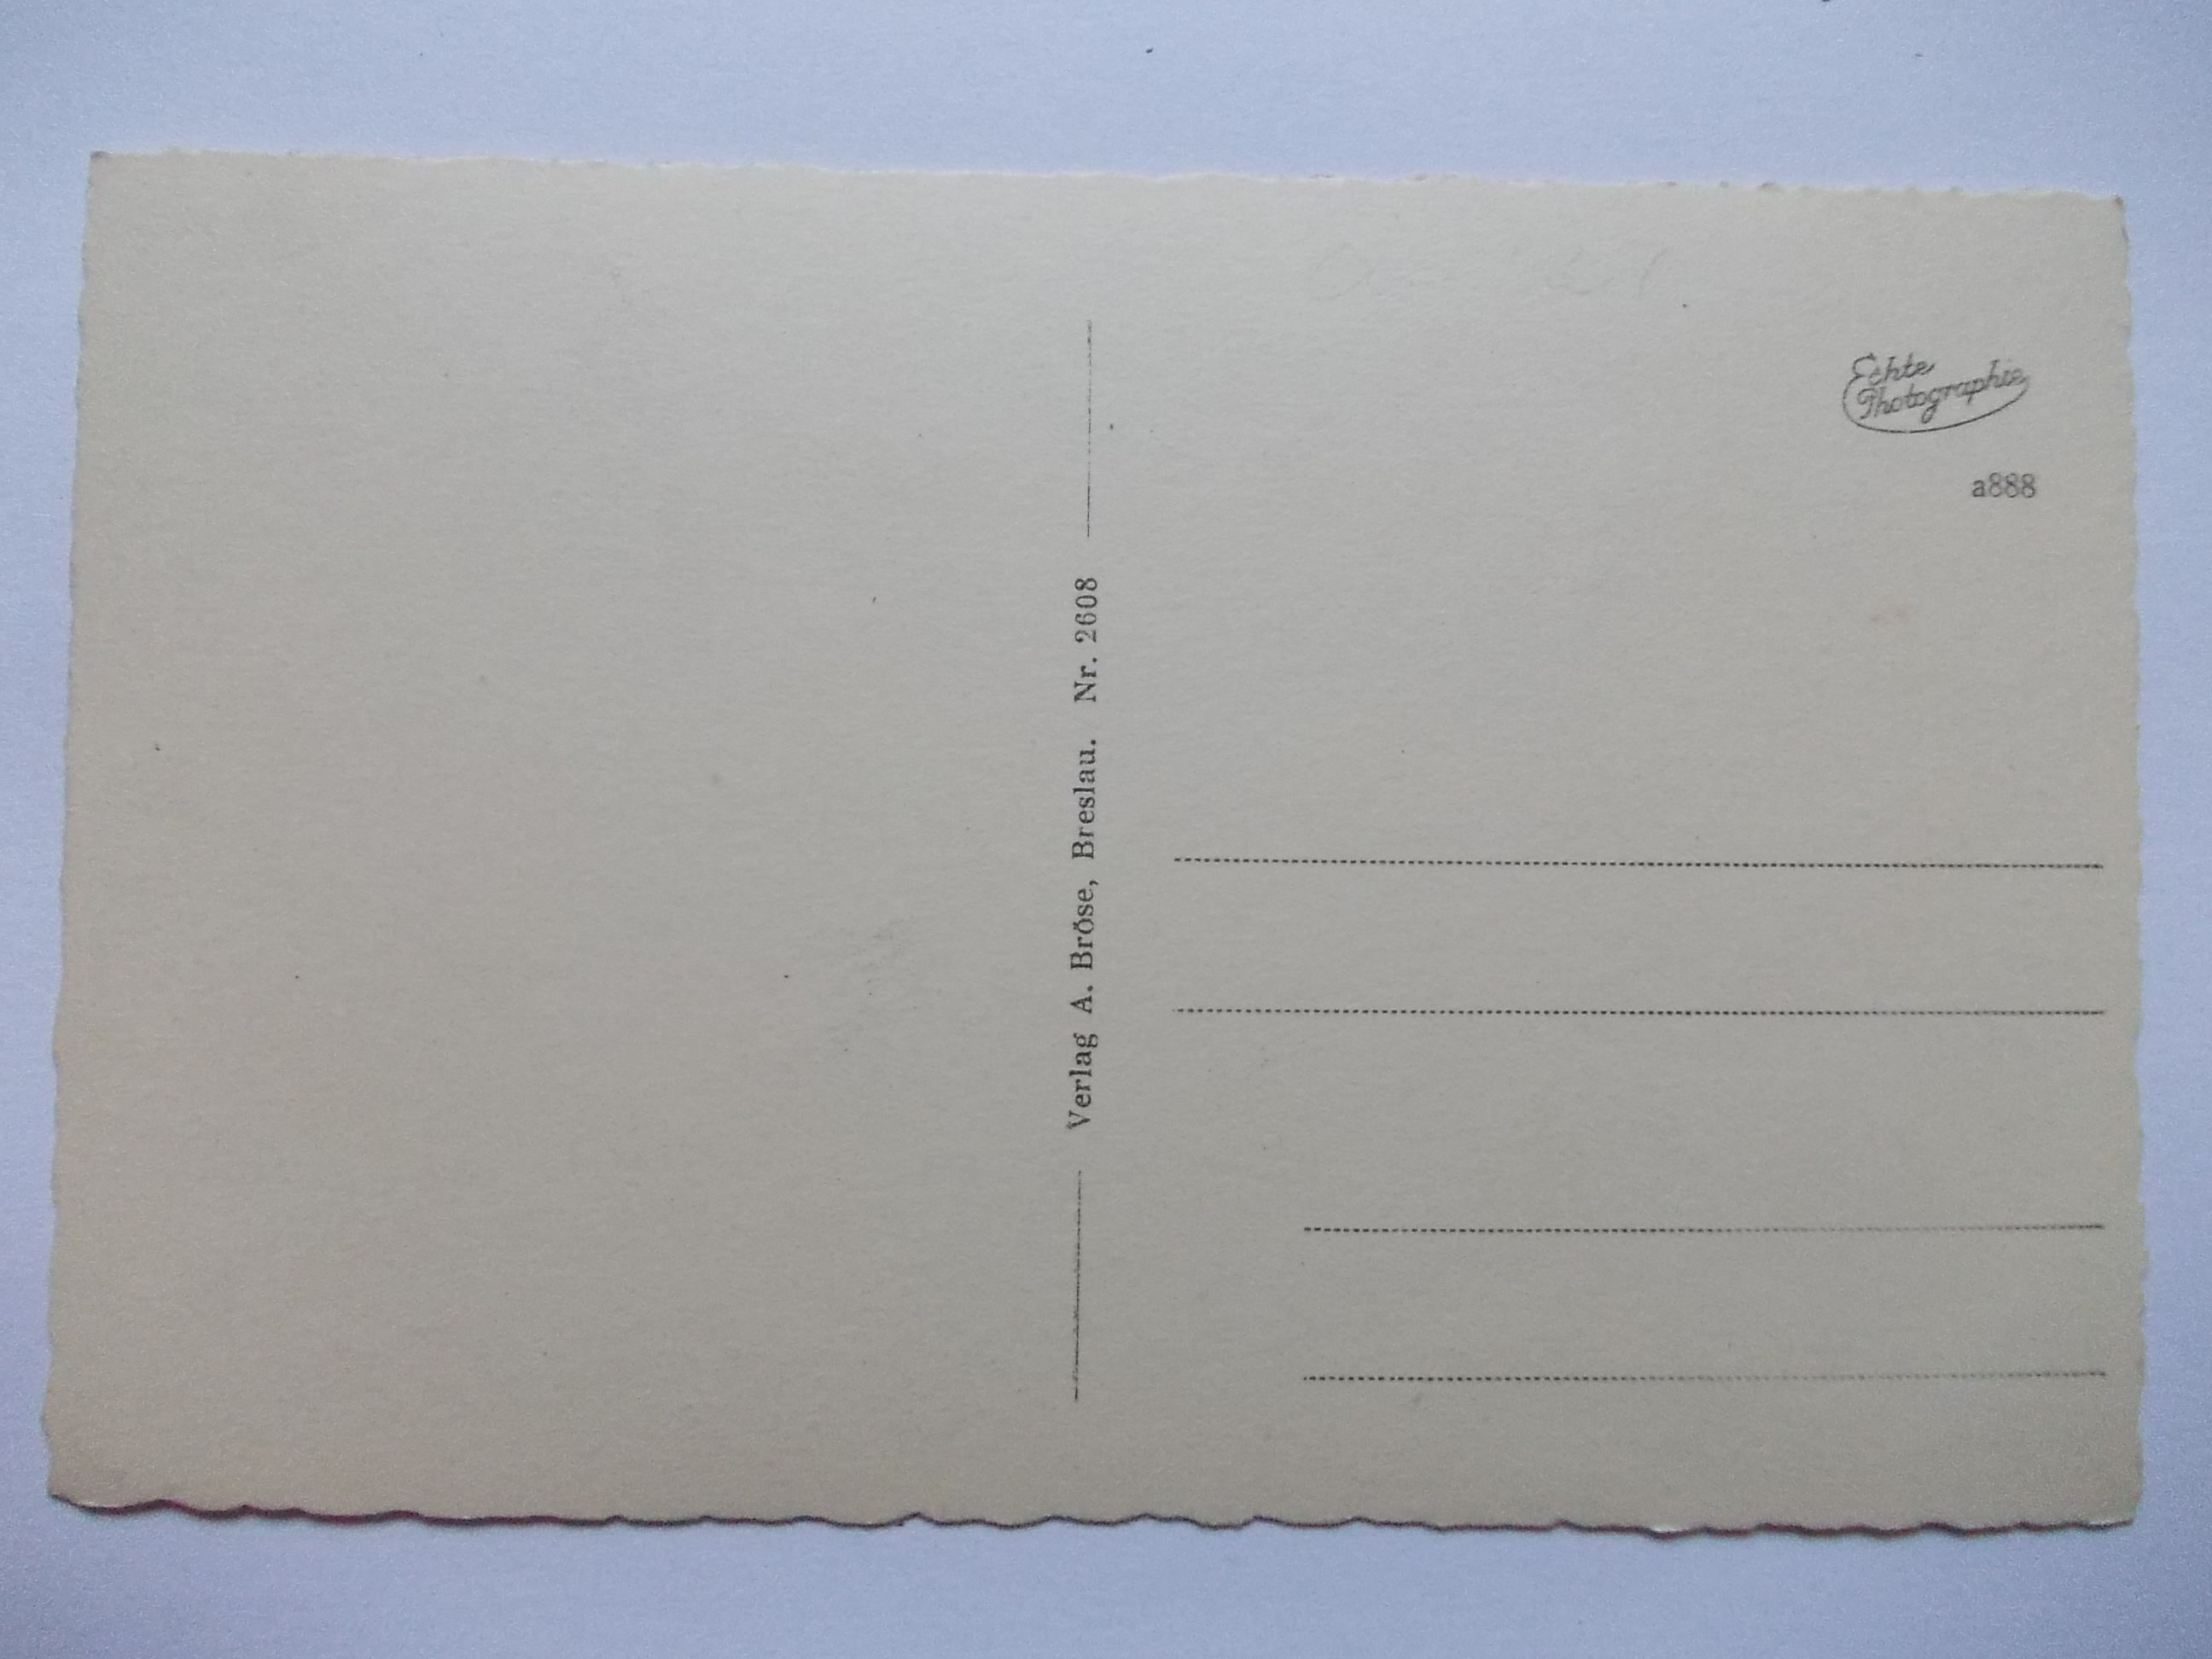 Verlag A. Bröse, Breslau. Nr. 2608
Echte
Photographie
a888